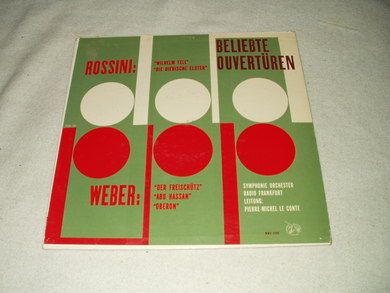 BELIEBTE
OUVERTÜREN
ROSSINI:
"WILHELM TELL"
"DIE DIEBISCHE ELSTER"
WEBER:
"DER FREISCHÜTZ"
"ABU HASSAN"
"OBERON"
SYMPHONIE ORCHESTER
RADIO FRANKFURT
LEITUNG:
PIERRE-MICHEL LE CONTE